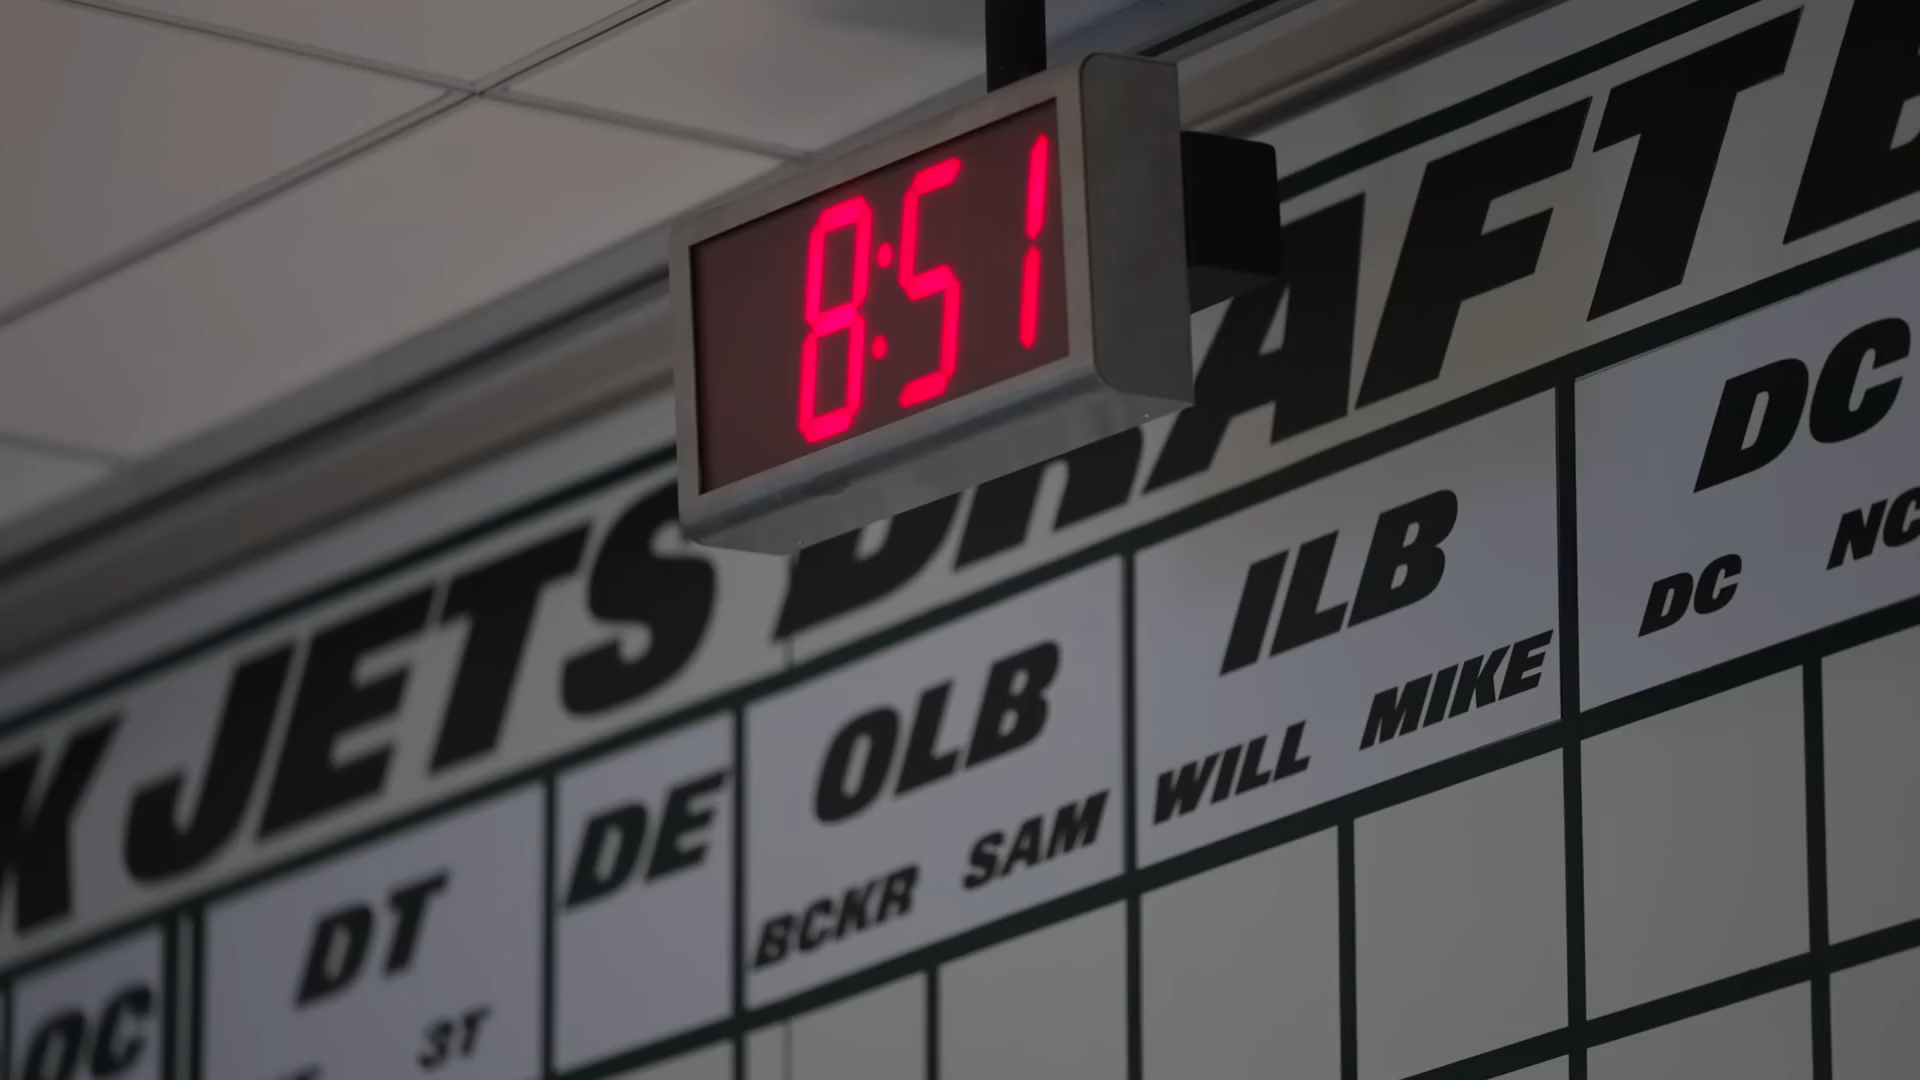 8:51
K JETS DRAFT B
OC DT DE OLB ILB DC
3T BCKR SAM WILL MIKE DC NC